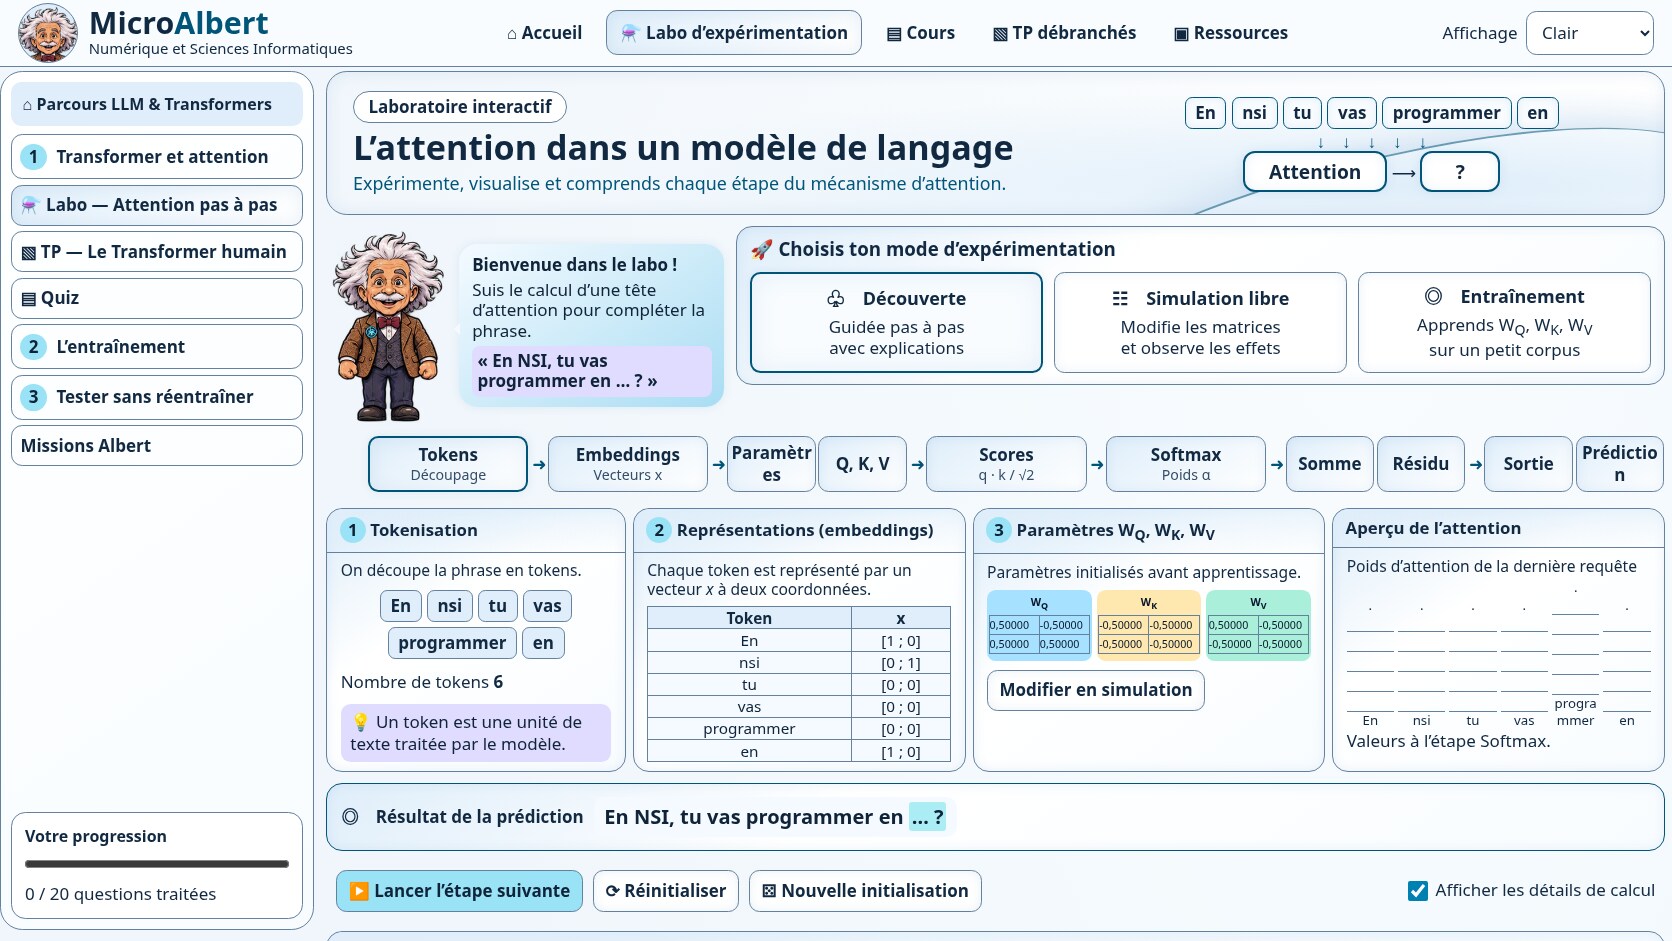 MicroAlbert
Numérique et Sciences Informatiques
⌂ Accueil
Labo d’expérimentation
Cours
TP débranchés
Ressources
Affichage
Clair
⌂ Parcours LLM & Transformers
1 Transformer et attention
Labo — Attention pas à pas
TP — Le Transformer humain
Quiz
2 L’entraînement
3 Tester sans réentraîner
Missions Albert
Votre progression
0 / 20 questions traitées
Laboratoire interactif
L’attention dans un modèle de langage
Expérimente, visualise et comprends chaque étape du mécanisme d’attention.
En nsi tu vas programmer en
↓ ↓ ↓ ↓ ↓
Attention ⟶ ?
Bienvenue dans le labo !
Suis le calcul d’une tête
d’attention pour compléter la
phrase.
« En NSI, tu vas
programmer en … ? »
🚀 Choisis ton mode d’expérimentation
Découverte
Guidée pas à pas
avec explications
Simulation libre
Modifie les matrices
et observe les effets
Entraînement
Apprends WQ, WK, WV
sur un petit corpus
Tokens
Découpage
➜
Embeddings
Vecteurs x
➜
Paramètr
es
Q, K, V
➜
Scores
q · k / √2
➜
Softmax
Poids α
➜
Somme
Résidu
➜
Sortie
Prédictio
n
1 Tokenisation
On découpe la phrase en tokens.
En nsi tu vas
programmer en
Nombre de tokens 6
💡 Un token est une unité de
texte traitée par le modèle.
2 Représentations (embeddings)
Chaque token est représenté par un
vecteur x à deux coordonnées.
Token x
En [1 ; 0]
nsi [0 ; 1]
tu [0 ; 0]
vas [0 ; 0]
programmer [0 ; 0]
en [1 ; 0]
3 Paramètres WQ, WK, WV
Paramètres initialisés avant apprentissage.
WQ
0,50000 -0,50000
0,50000 0,50000
WK
-0,50000 -0,50000
-0,50000 -0,50000
WV
0,50000 -0,50000
-0,50000 -0,50000
Modifier en simulation
Aperçu de l’attention
Poids d’attention de la dernière requête
· · · · · ·
En nsi tu vas progra
mmer en
Valeurs à l’étape Softmax.
Résultat de la prédiction
En NSI, tu vas programmer en … ?
▶️ Lancer l’étape suivante
⟳ Réinitialiser
⚄ Nouvelle initialisation
Afficher les détails de calcul